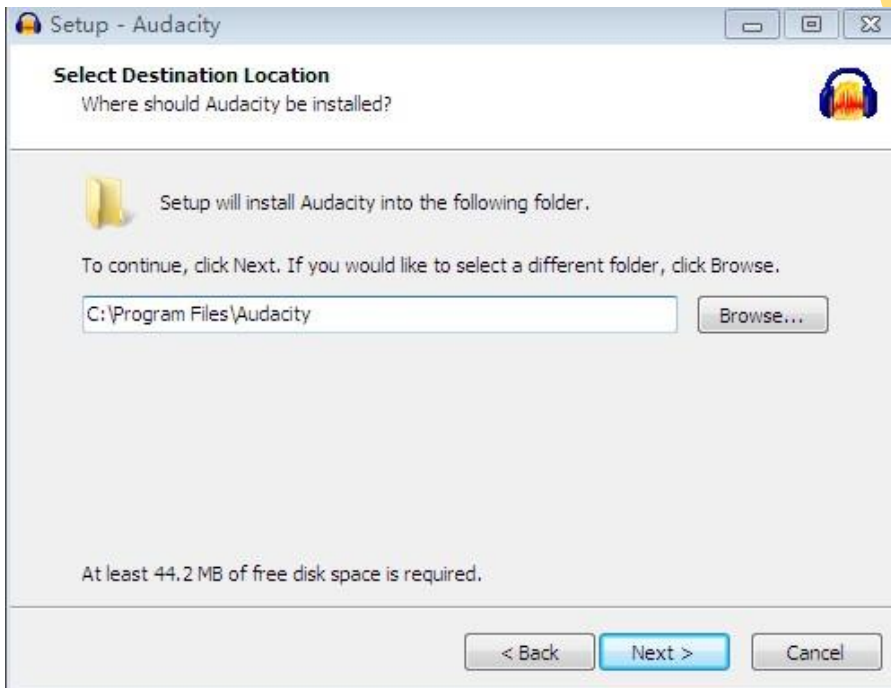 Setup - Audacity
Select Destination Location
Where should Audacity be installed?
Setup will install Audacity into the following folder.
To continue, click Next. If you would like to select a different folder, click Browse.
C:\Program Files\Audacity
Browse...
At least 44.2 MB of free disk space is required.
< Back
Next >
Cancel